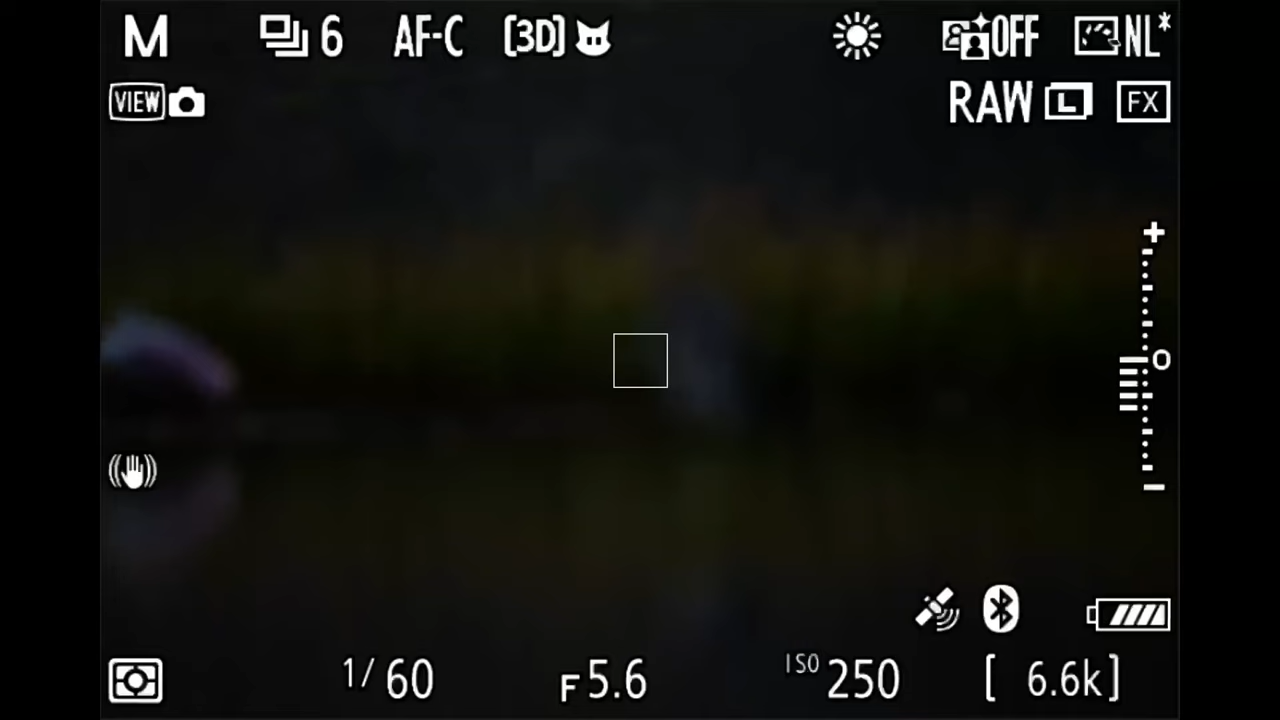 M 6 AF-C [3D] OFF NL*
VIEW RAW L FX
+
0
-
1/60 F5.6 ISO 250 [ 6.6k]